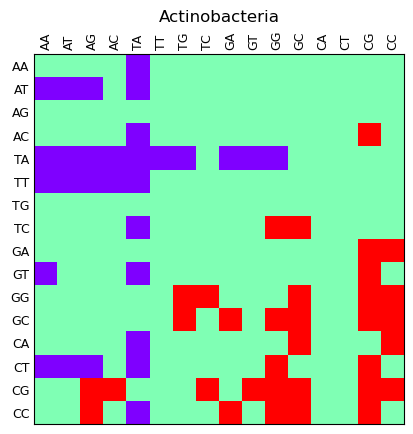 Actinobacteria
AA AT AG AC TA TT TG TC GA GT GG GC CA CT CG CC
AA
AT
AG
AC
TA
TT
TG
TC
GA
GT
GG
GC
CA
CT
CG
CC